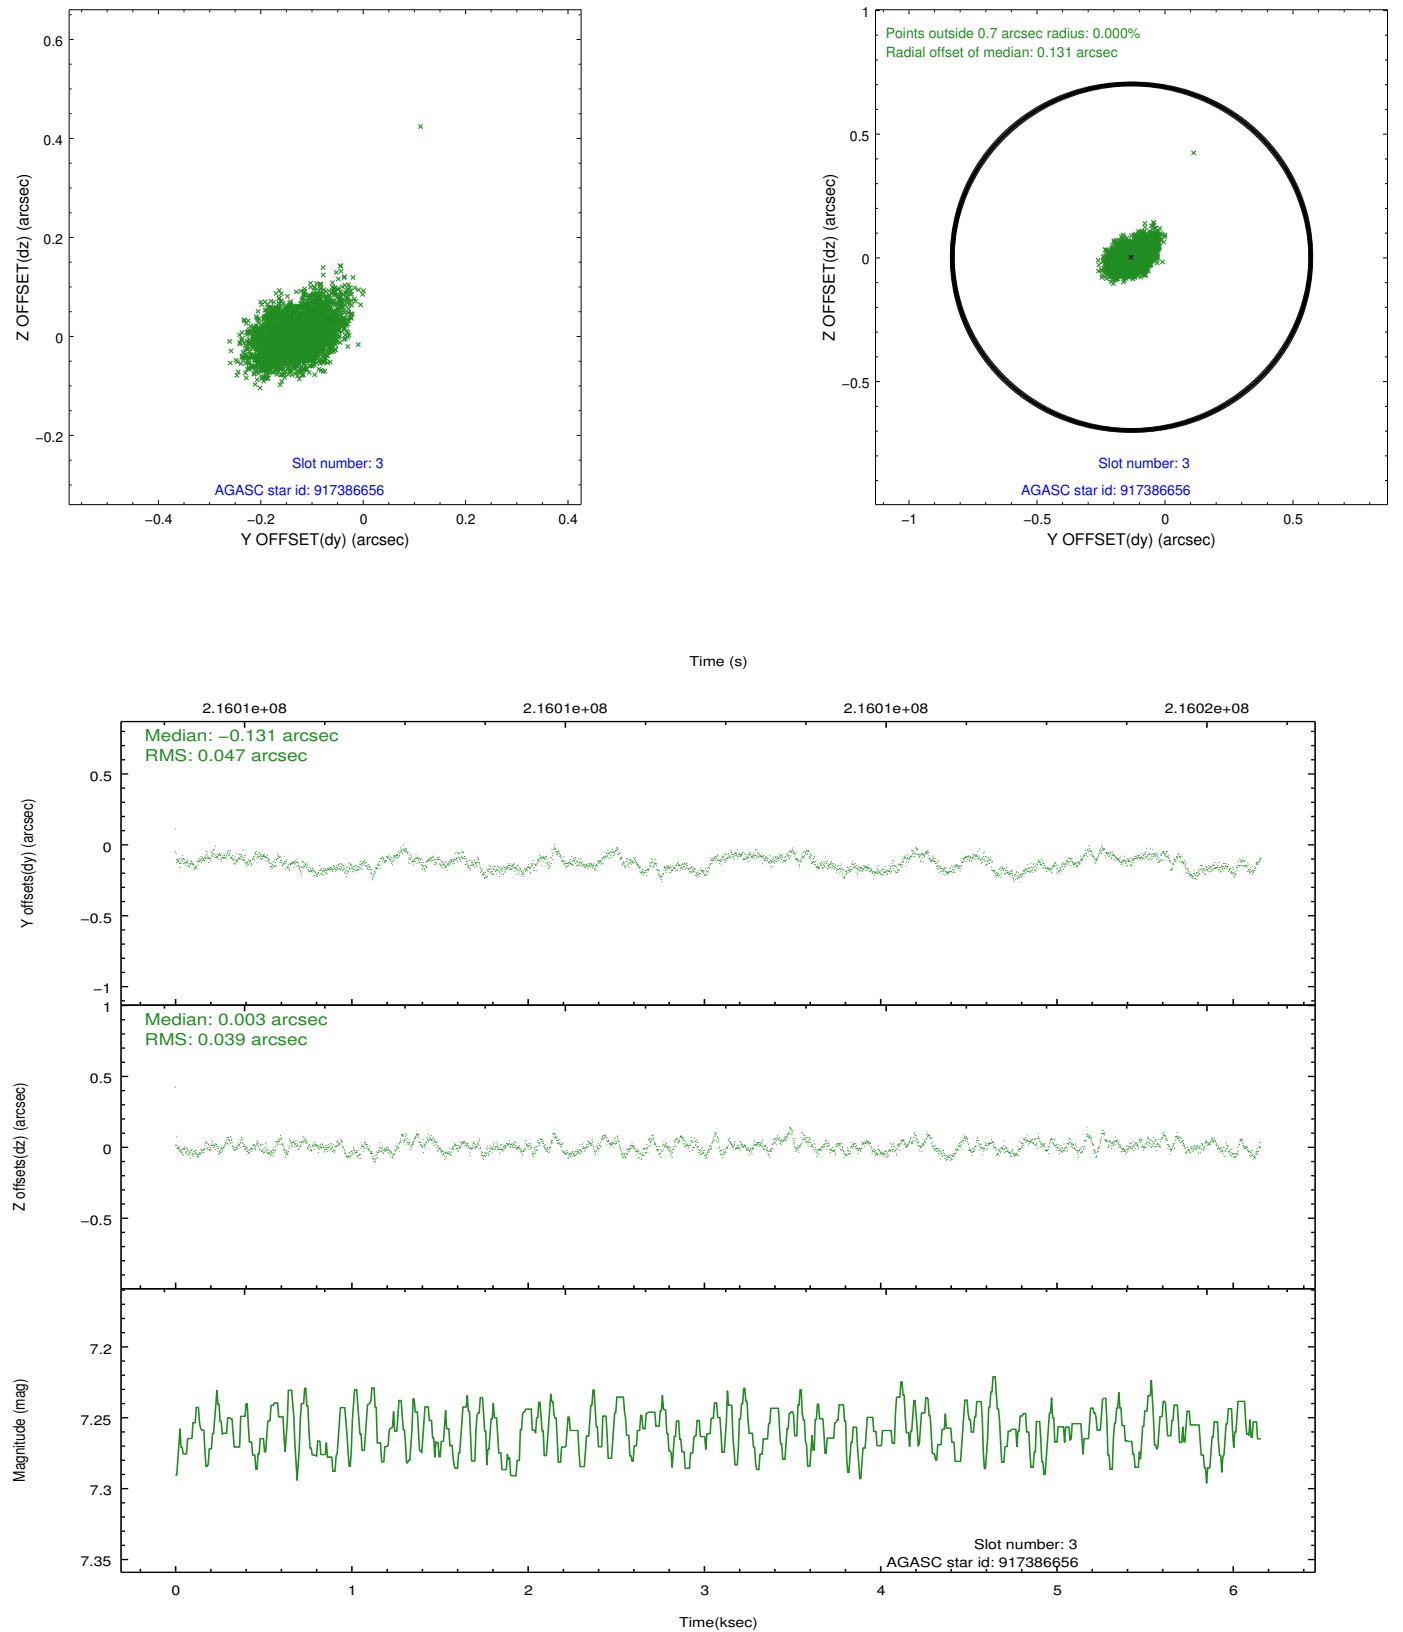 0.6
0.4
0.2
0
−0.2
Z OFFSET(dz) (arcsec)
Slot number: 3
AGASC star id: 917386656
−0.4 −0.2 0 0.2 0.4
Y OFFSET(dy) (arcsec)
1
0.5
0
−0.5
Z OFFSET(dz) (arcsec)
Points outside 0.7 arcsec radius: 0.000%
Radial offset of median: 0.131 arcsec
Slot number: 3
AGASC star id: 917386656
−1 −0.5 0 0.5
Y OFFSET(dy) (arcsec)
Time (s)
2.1601e+08 2.1601e+08 2.1601e+08 2.1602e+08
Median: −0.131 arcsec
RMS: 0.047 arcsec
0.5
0
−0.5
−1
Y offsets(dy) (arcsec)
Median: 0.003 arcsec
RMS: 0.039 arcsec
1
0.5
0
−0.5
Z offsets(dz) (arcsec)
7.2
7.25
7.3
7.35
Magnitude (mag)
Slot number: 3
AGASC star id: 917386656
0 1 2 3 4 5 6
Time(ksec)